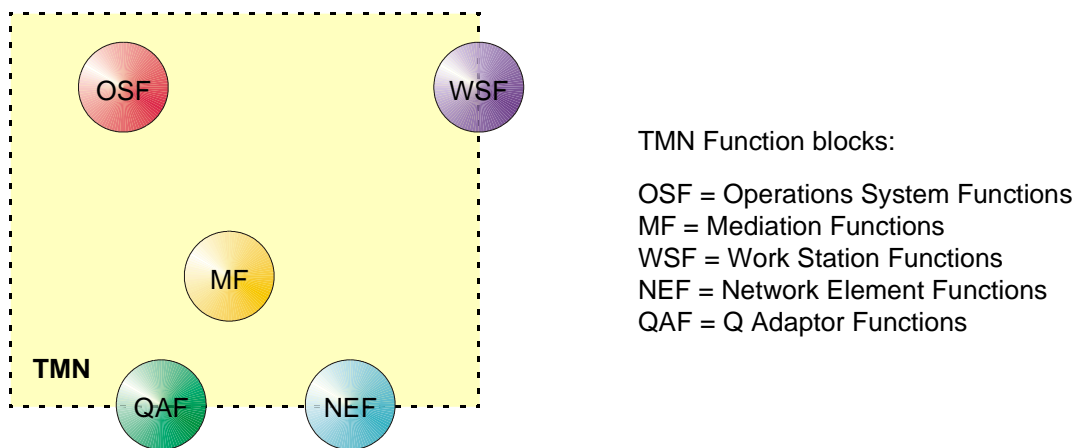 OSF
WSF
MF
TMN
QAF
NEF
TMN Function blocks:
OSF = Operations System Functions
MF = Mediation Functions
WSF = Work Station Functions
NEF = Network Element Functions
QAF = Q Adaptor Functions